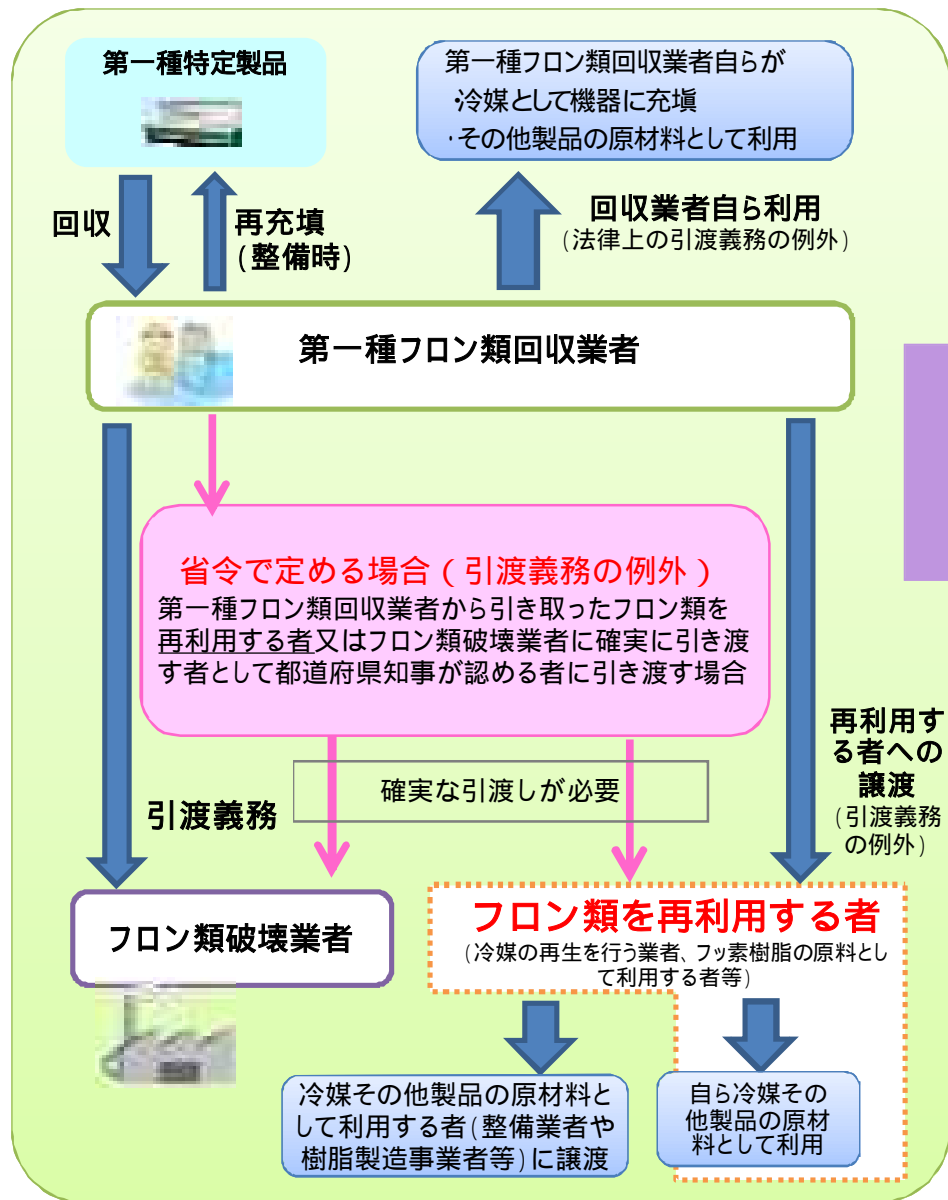 第一種特定製品
第一種フロン類回収業者自らが
・冷媒として機器に充塡
・その他製品の原材料として利用
回収
再充塡
(整備時)
回収業者自ら利用
(法律上の引渡義務の例外)
第一種フロン類回収業者
省令で定める場合(引渡義務の例外)
第一種フロン類回収業者から引き取ったフロン類を
再利用する者又はフロン類破壊業者に確実に引き渡
す者として都道府県知事が認める者に引き渡す場合
再利用す
る者への
譲渡
(引渡義務
の例外)
確実な引渡しが必要
引渡義務
フロン類破壊業者
フロン類を再利用する者
(冷媒の再生を行う業者、フッ素樹脂の原料とし
て利用する者等)
冷媒その他製品の原材料と
して利用する者(整備業者や
樹脂製造事業者等)に譲渡
自ら冷媒その
他製品の原材
料として利用